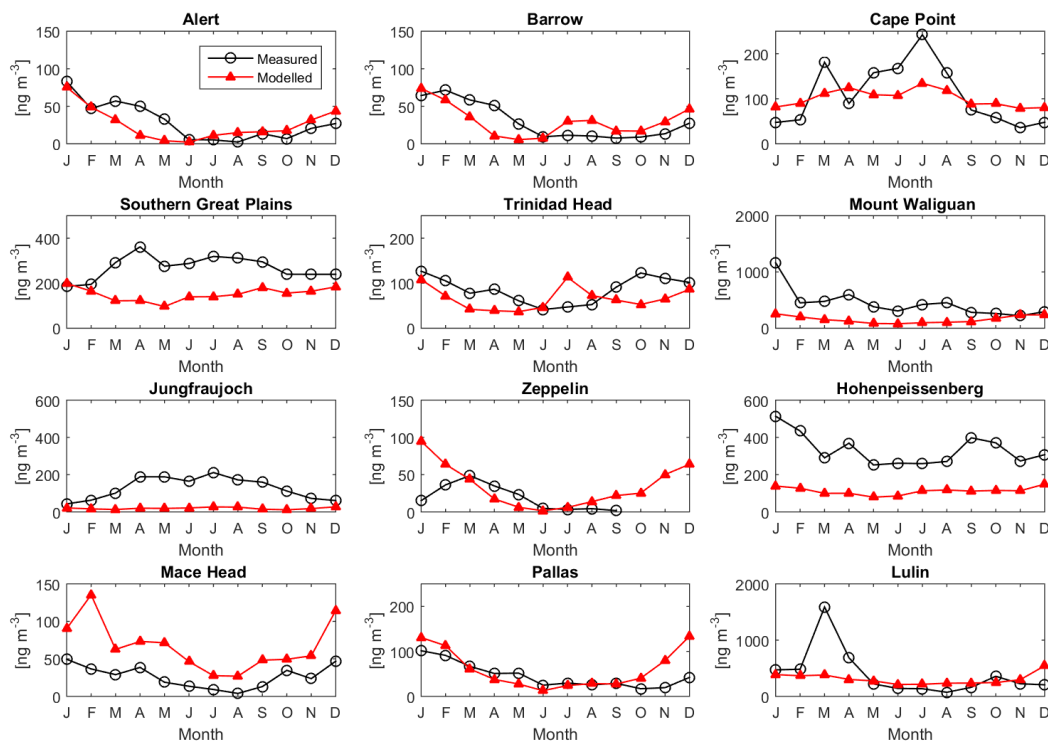 Alert
Barrow
Cape Point
150
100
50
0
[ng m⁻³]
J F M A M J J A S O N D
Month
Measured
Modelled
150
100
50
0
[ng m⁻³]
J F M A M J J A S O N D
Month
200
100
0
[ng m⁻³]
J F M A M J J A S O N D
Month
Southern Great Plains
Trinidad Head
Mount Waliguan
400
200
0
[ng m⁻³]
J F M A M J J A S O N D
Month
200
100
0
[ng m⁻³]
J F M A M J J A S O N D
Month
2000
1000
0
[ng m⁻³]
J F M A M J J A S O N D
Month
Jungfraujoch
Zeppelin
Hohenpeissenberg
600
400
200
0
[ng m⁻³]
J F M A M J J A S O N D
Month
150
100
50
0
[ng m⁻³]
J F M A M J J A S O N D
Month
600
400
200
0
[ng m⁻³]
J F M A M J J A S O N D
Month
Mace Head
Pallas
Lulin
150
100
50
0
[ng m⁻³]
J F M A M J J A S O N D
Month
200
100
0
[ng m⁻³]
J F M A M J J A S O N D
Month
2000
1000
0
[ng m⁻³]
J F M A M J J A S O N D
Month